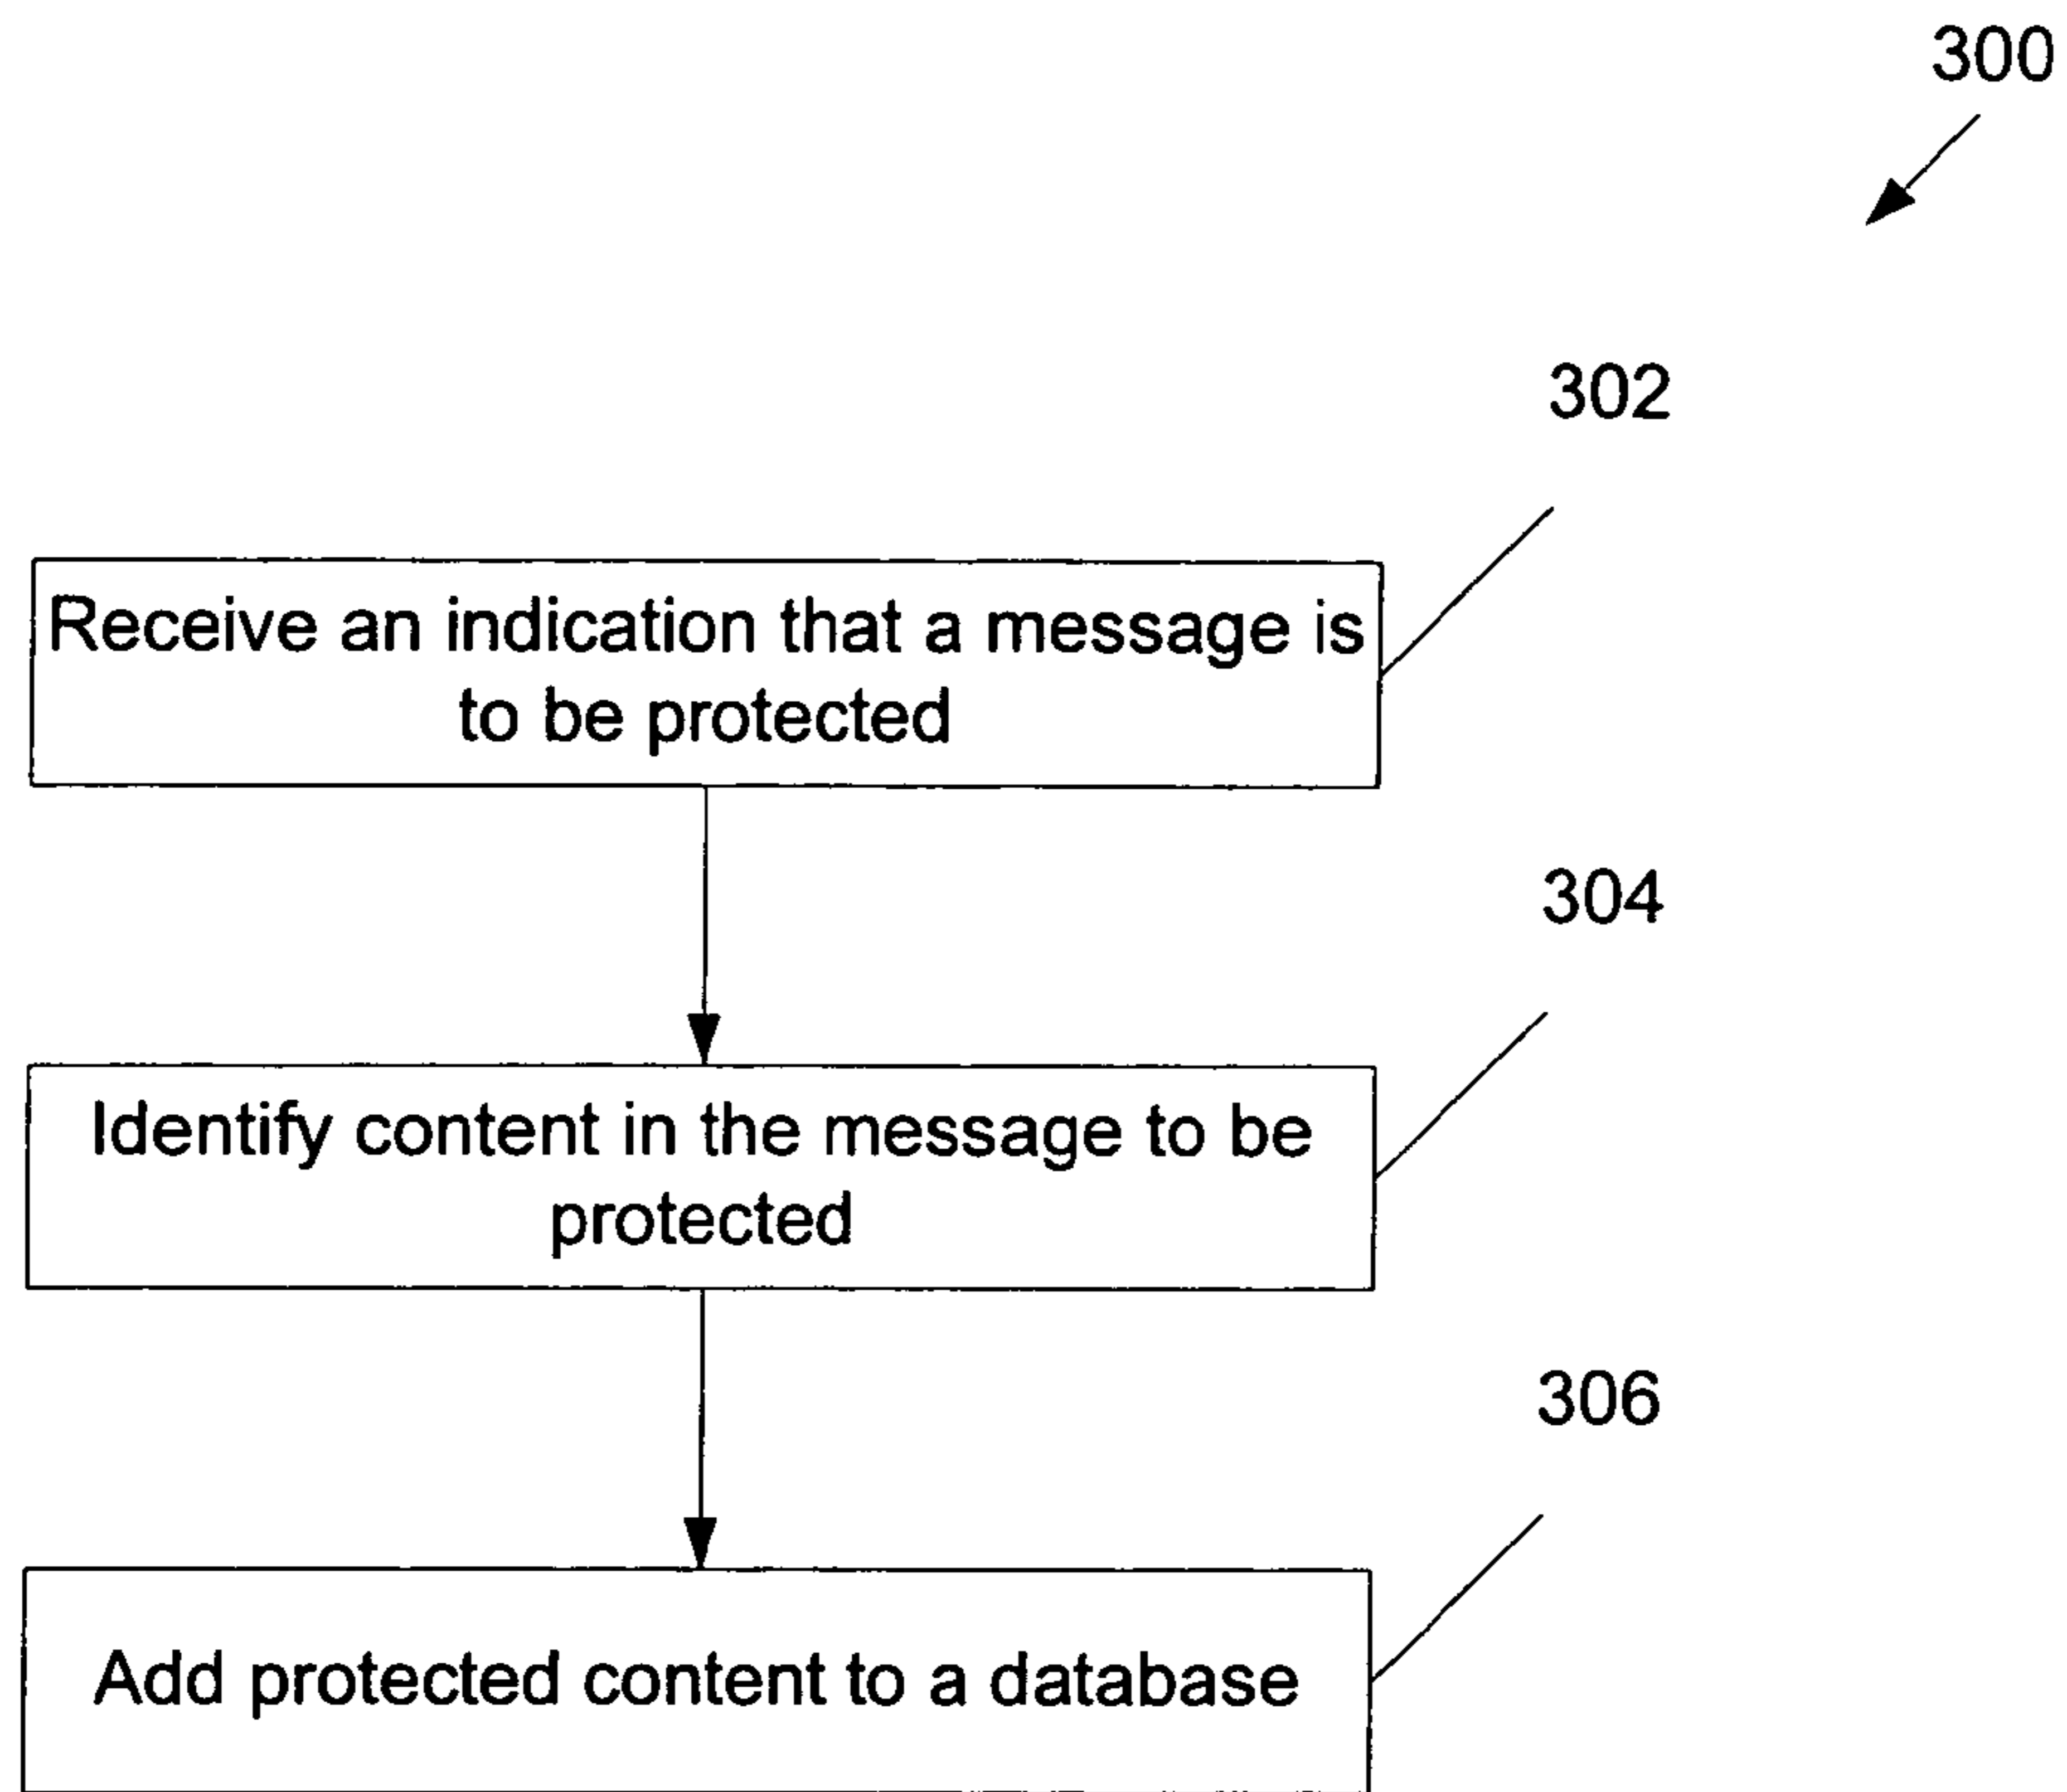 300
302
Receive an indication that a message is
to be protected
304
Identify content in the message to be
protected
306
Add protected content to a database